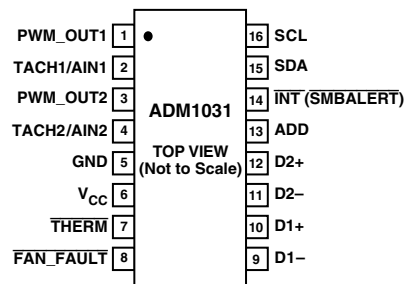 PWM_OUT1 1
TACH1/AIN1 2
PWM_OUT2 3
TACH2/AIN2 4
GND 5
VCC 6
THERM 7
FAN_FAULT 8
ADM1031
TOP VIEW
(Not to Scale)
16 SCL
15 SDA
14 INT (SMBALERT)
13 ADD
12 D2+
11 D2–
10 D1+
9 D1–